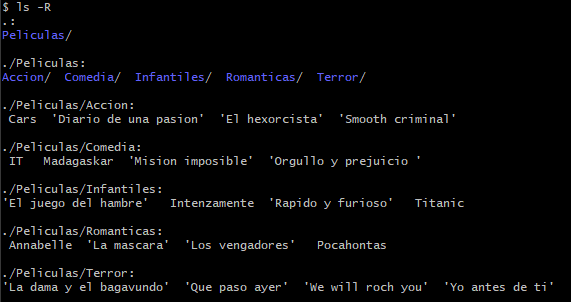 $ ls -R
.:
Peliculas/
./Peliculas:
Accion/  Comedia/  Infantiles/  Romanticas/  Terror/
./Peliculas/Accion:
 Cars  'Diario de una pasion'  'El hexorcista'  'Smooth criminal'
./Peliculas/Comedia:
 IT   Madagaskar  'Mision imposible'  'Orgullo y prejuicio '
./Peliculas/Infantiles:
'El juego del hambre'   Intenzamente  'Rapido y furioso'   Titanic
./Peliculas/Romanticas:
 Annabelle  'La mascara'  'Los vengadores'   Pocahontas
./Peliculas/Terror:
'La dama y el bagavundo'  'Que paso ayer'  'We will roch you'  'Yo antes de ti'